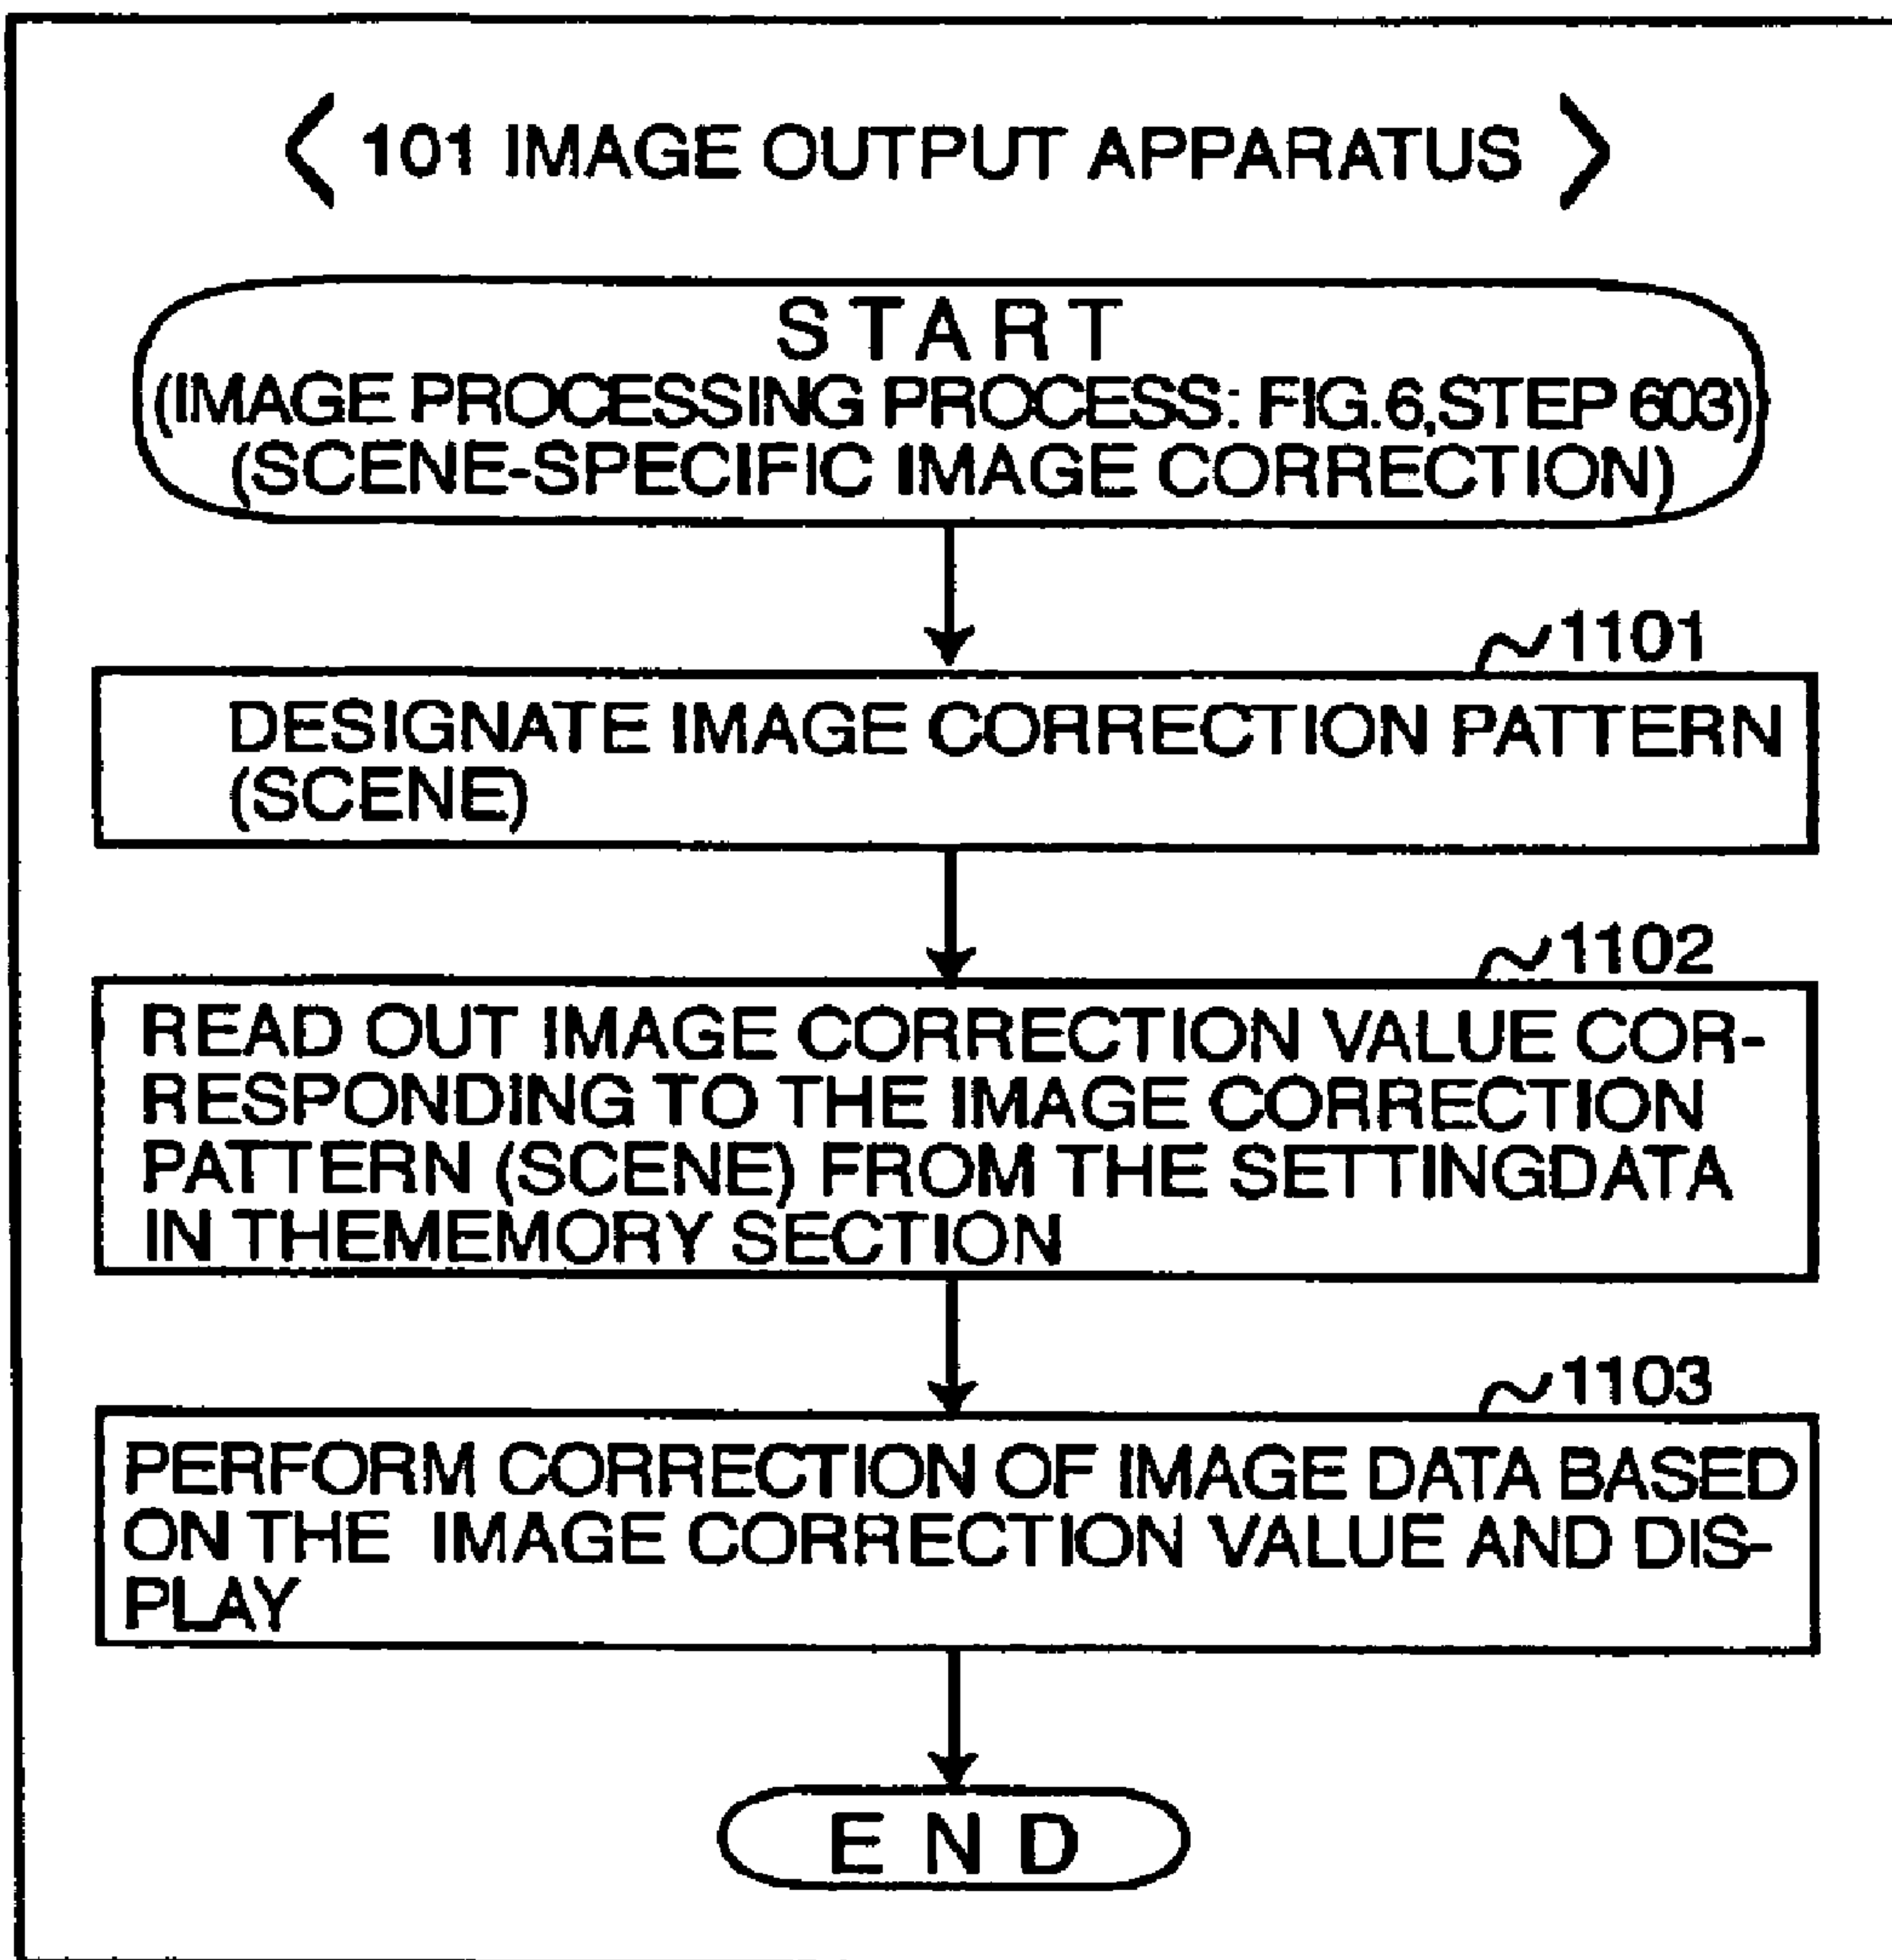 〈 101 IMAGE OUTPUT APPARATUS 〉
START
(IMAGE PROCESSING PROCESS: FIG.6,STEP 603)
(SCENE-SPECIFIC IMAGE CORRECTION)
1101
DESIGNATE IMAGE CORRECTION PATTERN
(SCENE)
1102
READ OUT IMAGE CORRECTION VALUE COR-
RESPONDING TO THE IMAGE CORRECTION
PATTERN (SCENE) FROM THE SETTINGDATA
IN THEMEMORY SECTION
1103
PERFORM CORRECTION OF IMAGE DATA BASED
ON THE IMAGE CORRECTION VALUE AND DIS-
PLAY
END